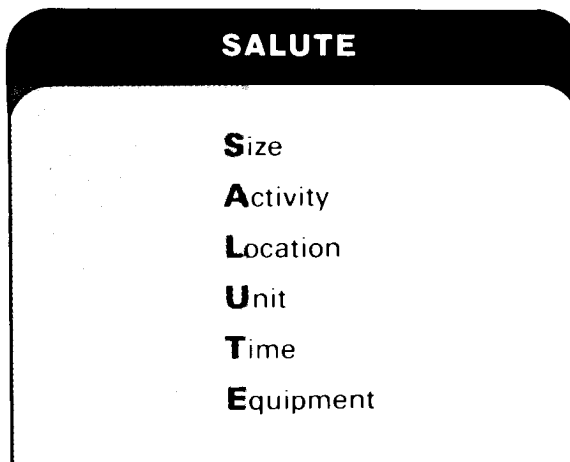 SALUTE
Size
Activity
Location
Unit
Time
Equipment